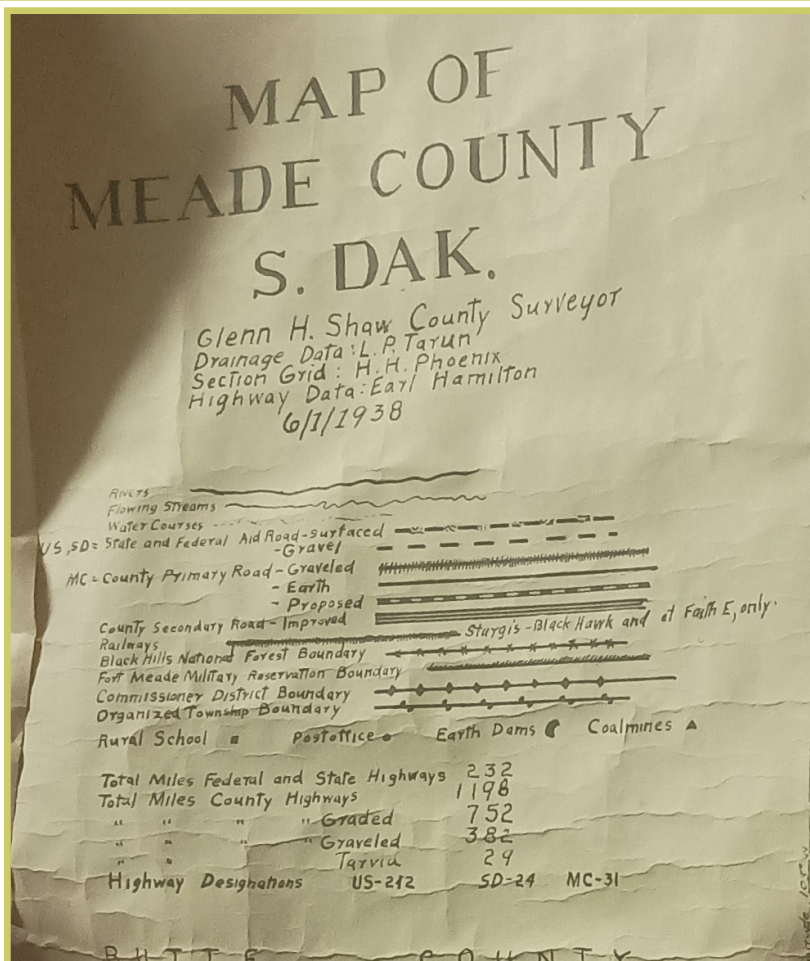 MAP OF
MEADE COUNTY
S. DAK.
Glenn H. Shaw County Surveyor
Drainage Data: L. P. Tarun
Section Grid: H. H. Phoenix
Highway Data: Earl Hamilton
6/1/1938
Rivers
Flowing Streams
Water Courses
US, SD = State and Federal Aid Road-surfaced
-Gravel
MC = County Primary Road - Graveled
- Earth
- Proposed
County Secondary Road - Improved
Railways Sturgis - Black Hawk and at Faith E, only.
Black Hills National Forest Boundary
Fort Meade Military Reservation Boundary
Commissioner District Boundary
Organized Township Boundary
Rural School Postoffice Earth Dams Coalmines
Total Miles Federal and State Highways 232
Total Miles County Highways 1198
" " " " Graded 752
" " " " Graveled 382
" " Tarvia 29
Highway Designations US-212 SD-24 MC-31
BUTTE COUNTY